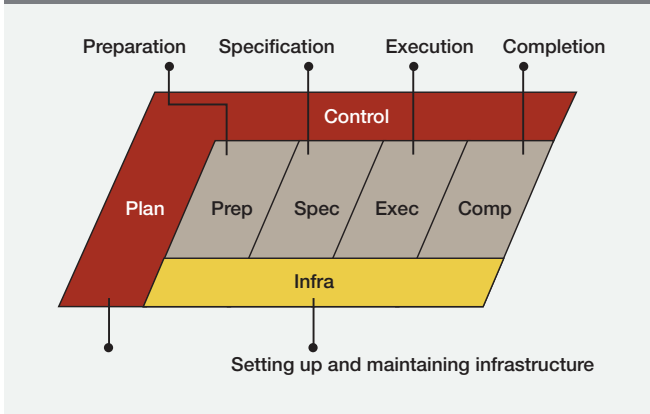 Preparation Specification Execution Completion
Control
Plan Prep Spec Exec Comp
Infra
Setting up and maintaining infrastructure